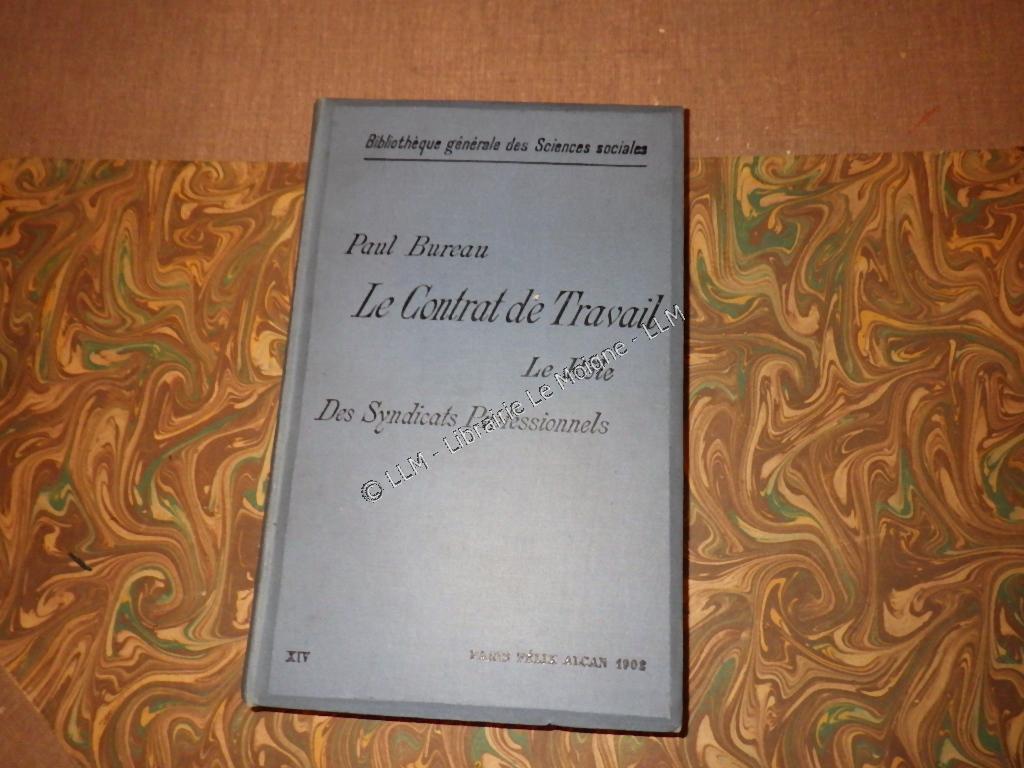 Bibliothèque générale des Sciences sociales
Paul Bureau
Le Contrat de Travail
Le Rôle
Des Syndicats Professionnels
© LLM - Librairie Le Moigne - LLM
XIV
PARIS FÉLIX ALCAN 1902